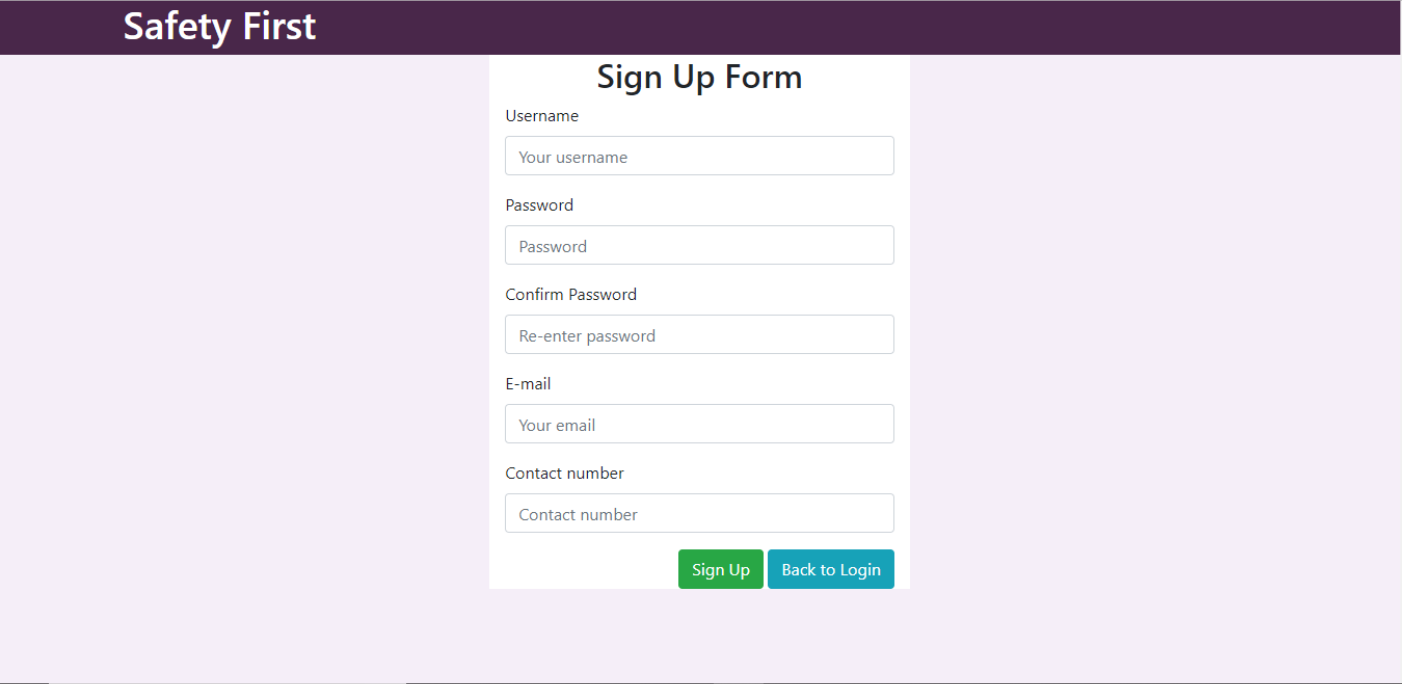 Safety First
Sign Up Form
Username
Your username
Password
Password
Confirm Password
Re-enter password
E-mail
Your email
Contact number
Contact number
Sign Up Back to Login